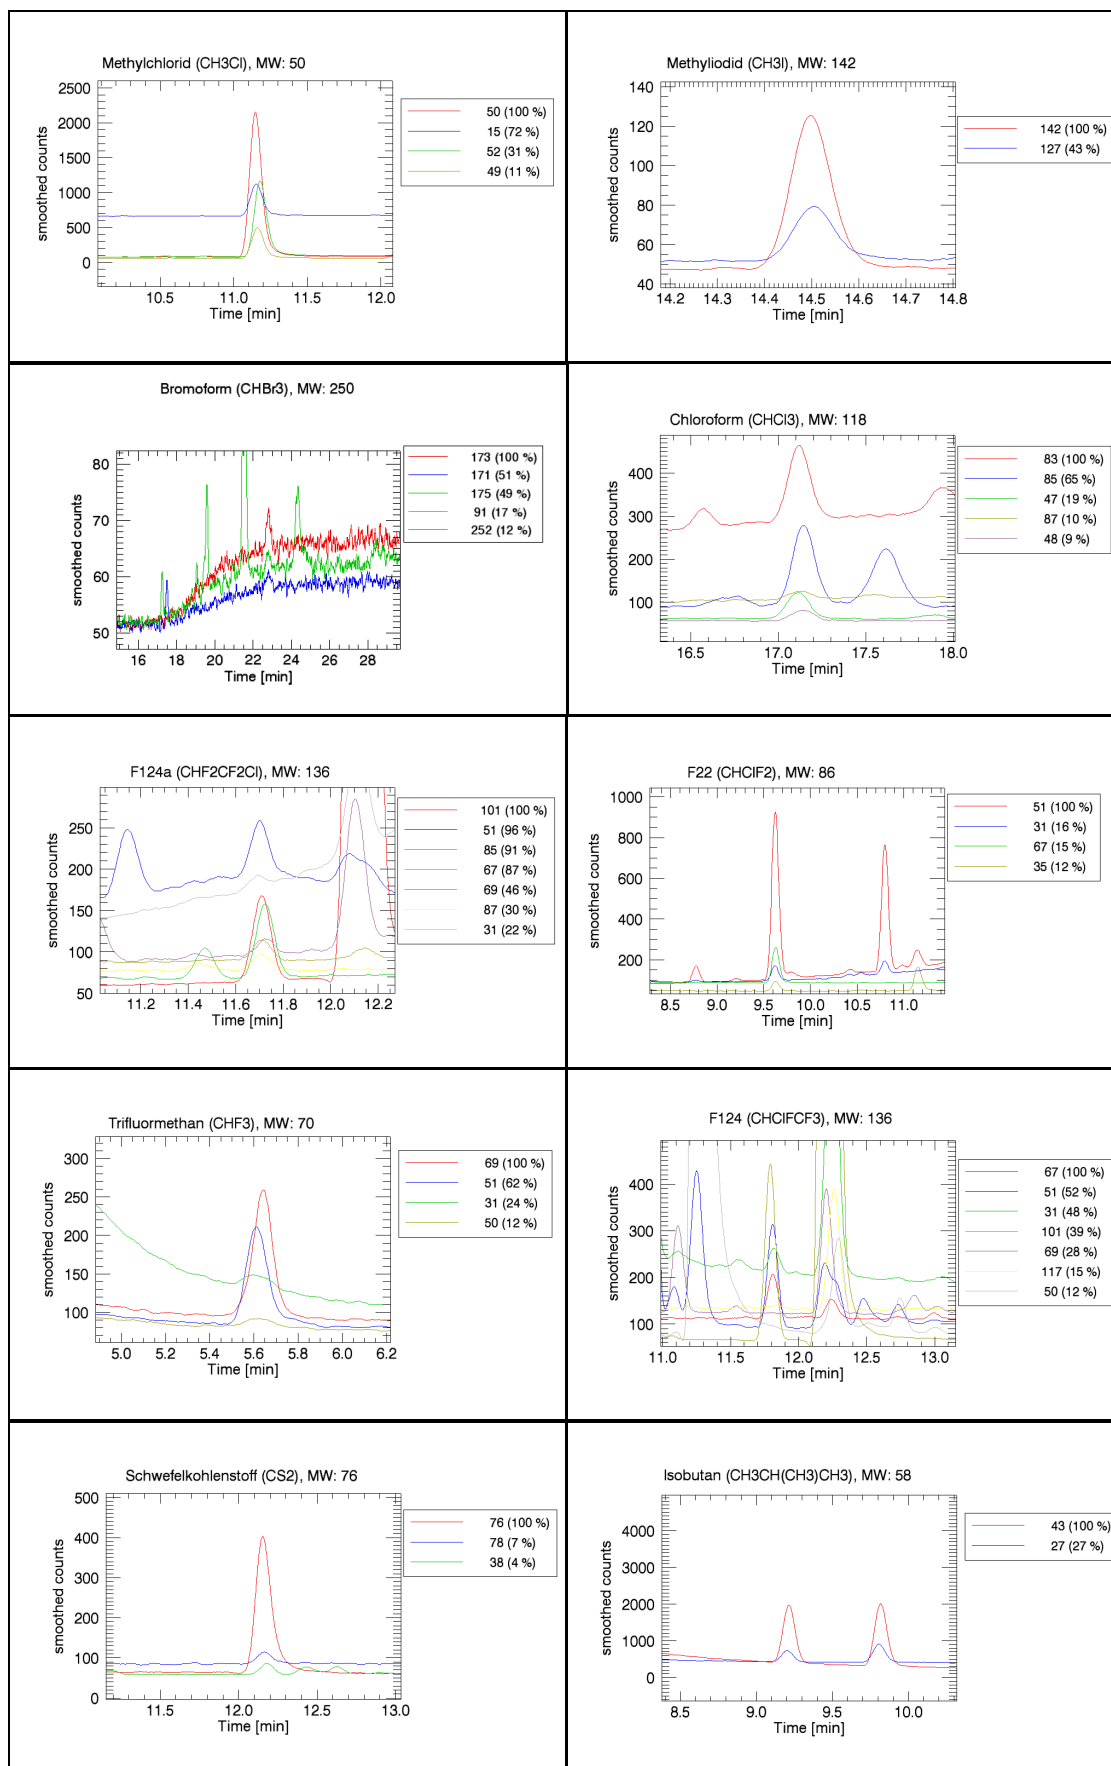 Methylchlorid (CH3Cl), MW: 50
2500
2000
1500
1000
500
0
smoothed counts
10.5 11.0 11.5 12.0
Time [min]
50 (100 %)
15 (72 %)
52 (31 %)
49 (11 %)
Methyliodid (CH3I), MW: 142
140
120
100
80
60
40
smoothed counts
14.2 14.3 14.4 14.5 14.6 14.7 14.8
Time [min]
142 (100 %)
127 (43 %)
Bromoform (CHBr3), MW: 250
80
70
60
50
smoothed counts
16 18 20 22 24 26 28
Time [min]
173 (100 %)
171 (51 %)
175 (49 %)
91 (17 %)
252 (12 %)
Chloroform (CHCl3), MW: 118
400
300
200
100
smoothed counts
16.5 17.0 17.5 18.0
Time [min]
83 (100 %)
85 (65 %)
47 (19 %)
87 (10 %)
48 (9 %)
F124a (CHF2CF2Cl), MW: 136
250
200
150
100
50
smoothed counts
11.2 11.4 11.6 11.8 12.0 12.2
Time [min]
101 (100 %)
51 (96 %)
85 (91 %)
67 (87 %)
69 (46 %)
87 (30 %)
31 (22 %)
F22 (CHClF2), MW: 86
1000
800
600
400
200
smoothed counts
8.5 9.0 9.5 10.0 10.5 11.0
Time [min]
51 (100 %)
31 (16 %)
67 (15 %)
35 (12 %)
Trifluormethan (CHF3), MW: 70
300
250
200
150
100
smoothed counts
5.0 5.2 5.4 5.6 5.8 6.0 6.2
Time [min]
69 (100 %)
51 (62 %)
31 (24 %)
50 (12 %)
F124 (CHClFCF3), MW: 136
400
300
200
100
smoothed counts
11.0 11.5 12.0 12.5 13.0
Time [min]
67 (100 %)
51 (52 %)
31 (48 %)
101 (39 %)
69 (28 %)
117 (15 %)
50 (12 %)
Schwefelkohlenstoff (CS2), MW: 76
500
400
300
200
100
0
smoothed counts
11.5 12.0 12.5 13.0
Time [min]
76 (100 %)
78 (7 %)
38 (4 %)
Isobutan (CH3CH(CH3)CH3), MW: 58
4000
3000
2000
1000
0
smoothed counts
8.5 9.0 9.5 10.0
Time [min]
43 (100 %)
27 (27 %)